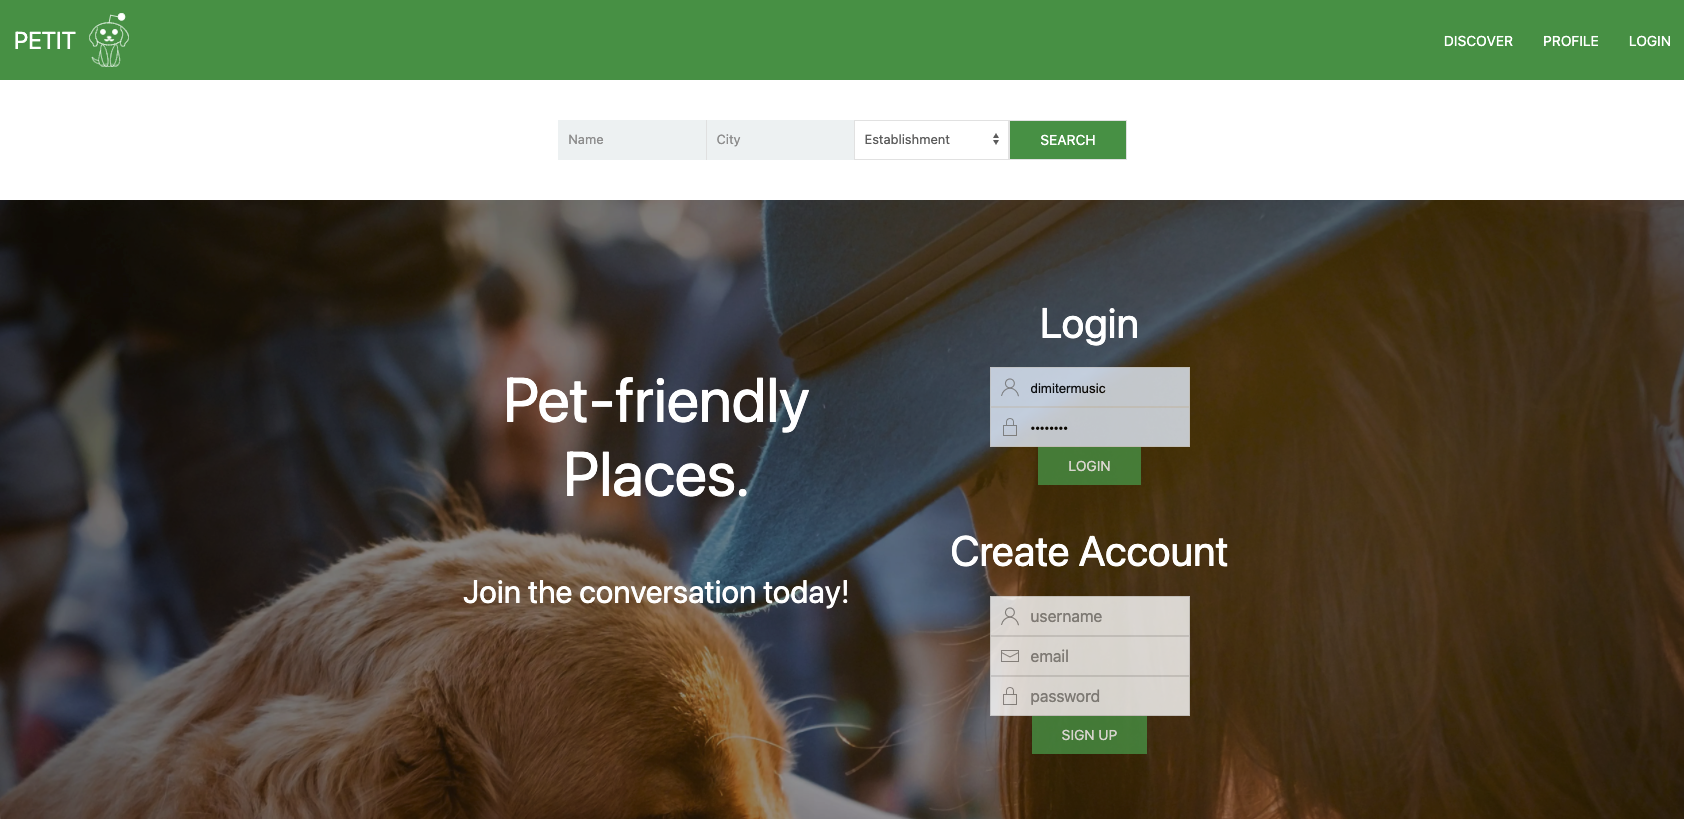 PETIT
DISCOVER PROFILE LOGIN
Name City Establishment SEARCH
Pet-friendly
Places.
Join the conversation today!
Login
dimitermusic
••••••••
LOGIN
Create Account
username
email
password
SIGN UP